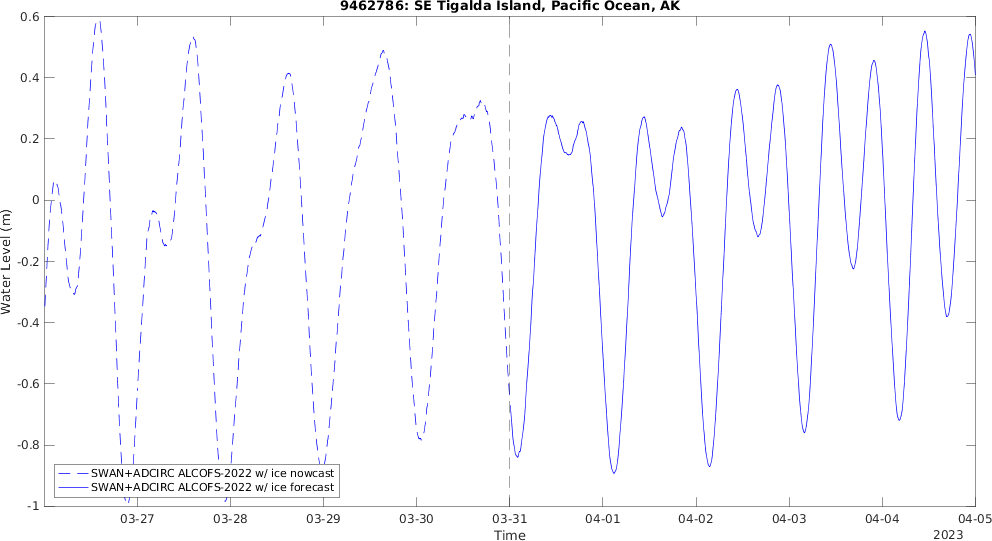 9462786: SE Tigalda Island, Pacific Ocean, AK
0.6
0.4
0.2
0
-0.2
-0.4
-0.6
-0.8
-1
Water Level (m)
SWAN+ADCIRC ALCOFS-2022 w/ ice nowcast
SWAN+ADCIRC ALCOFS-2022 w/ ice forecast
03-27 03-28 03-29 03-30 03-31 04-01 04-02 04-03 04-04 04-05
Time
2023